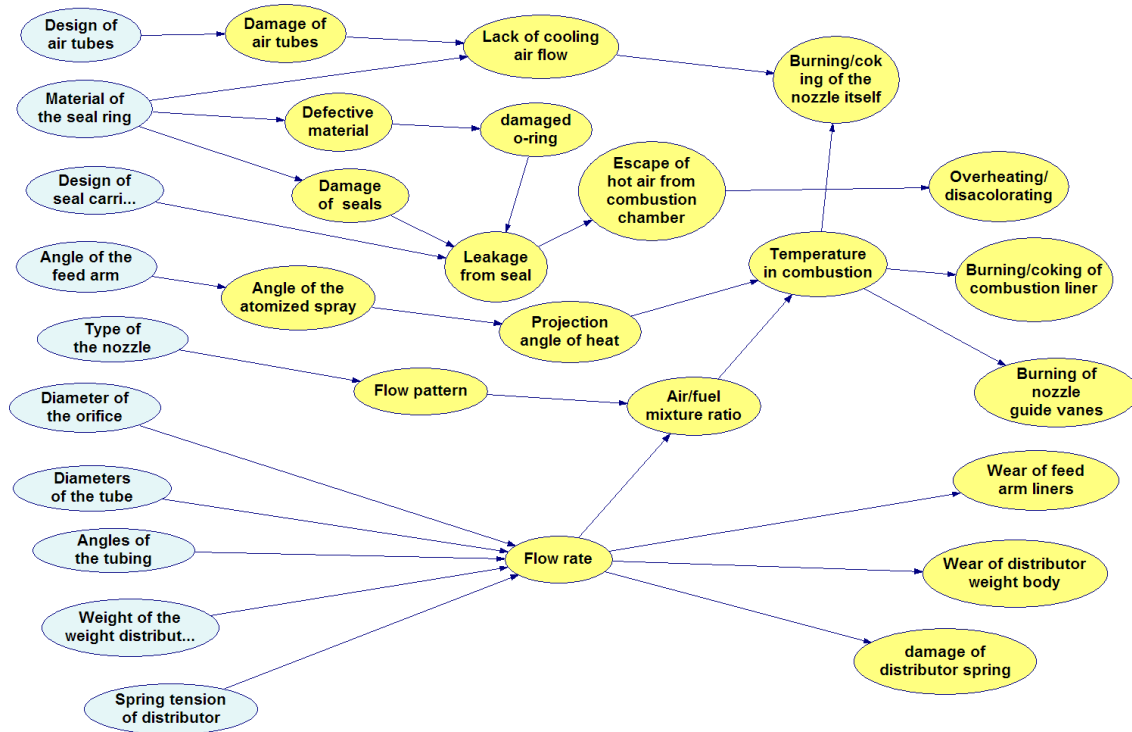 Design of
air tubes
Damage of
air tubes
Lack of cooling
air flow
Burning/cok
ing of the
nozzle itself
Material of
the seal ring
Defective
material
damaged
o-ring
Escape of
hot air from
combustion
chamber
Overheating/
disacolorating
Design of
seal carri...
Damage
of seals
Leakage
from seal
Angle of the
feed arm
Angle of the
atomized spray
Projection
angle of heat
Temperature
in combustion
Burning/coking of
combustion liner
Type of
the nozzle
Flow pattern
Air/fuel
mixture ratio
Burning of
nozzle
guide vanes
Diameter of
the orifice
Diameters
of the tube
Wear of feed
arm liners
Angles of
the tubing
Flow rate
Wear of distributor
weight body
Weight of the
weight distribut...
damage of
distributor spring
Spring tension
of distributor